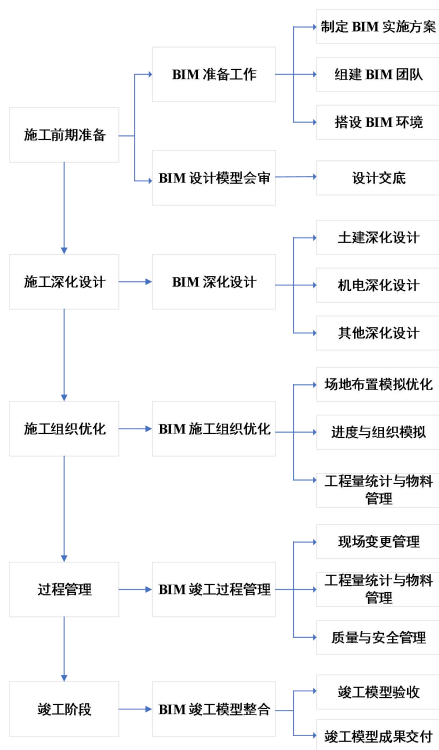 制定 BIM 实施方案
BIM 准备工作
组建 BIM 团队
搭设 BIM 环境
施工前期准备
BIM 设计模型会审
设计交底
土建深化设计
施工深化设计
BIM 深化设计
机电深化设计
其他深化设计
场地布置模拟优化
施工组织优化
BIM 施工组织优化
进度与组织模拟
工程量统计与物料
管理
现场变更管理
过程管理
BIM 竣工过程管理
工程量统计与物料
管理
质量与安全管理
竣工模型验收
竣工阶段
BIM 竣工模型整合
竣工模型成果交付